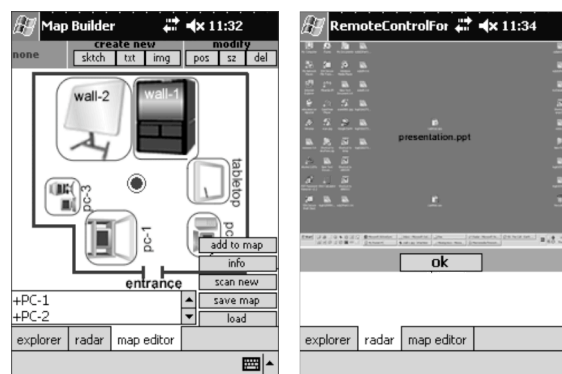 Map Builder 11:32
create new modify
none
sktch txt img pos sz del
wall-2 wall-1
tabletop
pc-3
pc-1
pc
add to map
info
entrance
scan new
+PC-1
save map
+PC-2
load
explorer radar map editor
RemoteControlFor 11:34
presentation.ppt
ok
explorer radar map editor